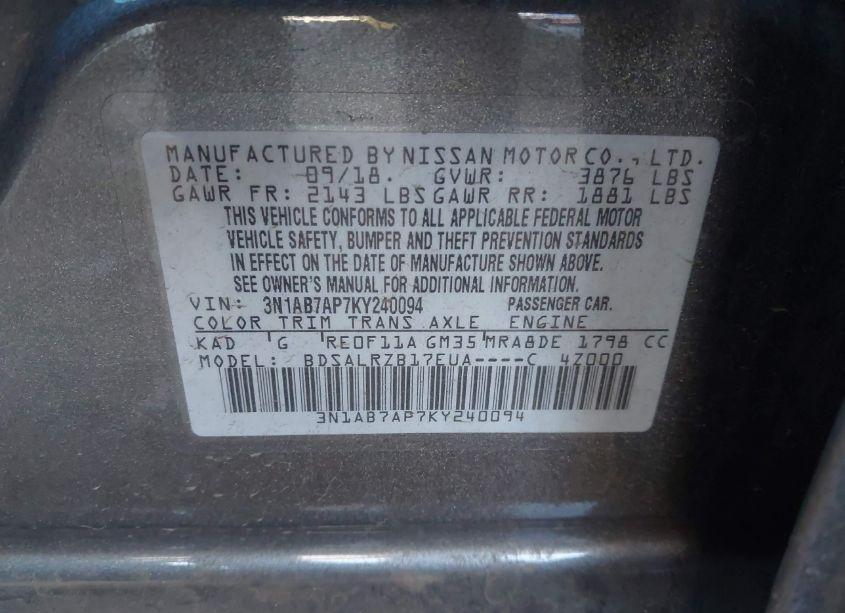 MANUFACTURED BY NISSAN MOTOR CO., LTD.
DATE: 09/18. GVWR: 3876 LBS
GAWR FR: 2143 LBS GAWR RR: 1881 LBS
THIS VEHICLE CONFORMS TO ALL APPLICABLE FEDERAL MOTOR
VEHICLE SAFETY, BUMPER AND THEFT PREVENTION STANDARDS
IN EFFECT ON THE DATE OF MANUFACTURE SHOWN ABOVE.
SEE OWNER'S MANUAL FOR ADDITIONAL INFORMATION.
VIN: 3N1AB7AP7KY240094 PASSENGER CAR.
COLOR TRIM TRANS AXLE ENGINE
KAD G RE0F11A GM35 MRA8DE 1798 CC
MODEL: BDSALRZB17EUA----C 4Z000
3N1AB7AP7KY240094